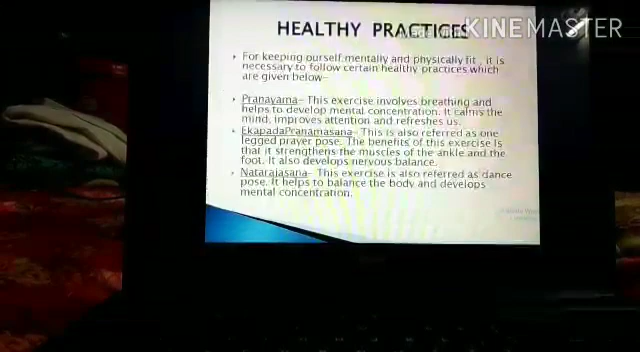 HEALTHY PRACTICES
Made with KINEMASTER
For keeping ourself mentally and physically fit , it is
necessary to follow certain healthy practices which
are given below-
Pranayama- This exercise involves breathing and
helps to develop mental concentration. It calms the
mind, improves attention and refreshes us.
EkapadaPranamasana- This is also referred as one
legged prayer pose. The benefits of this exercise is
that it strengthens the muscles of the ankle and the
foot. It also develops nervous balance.
Natarajasana- This exercise is also referred as dance
pose. It helps to balance the body and develops
mental concentration.